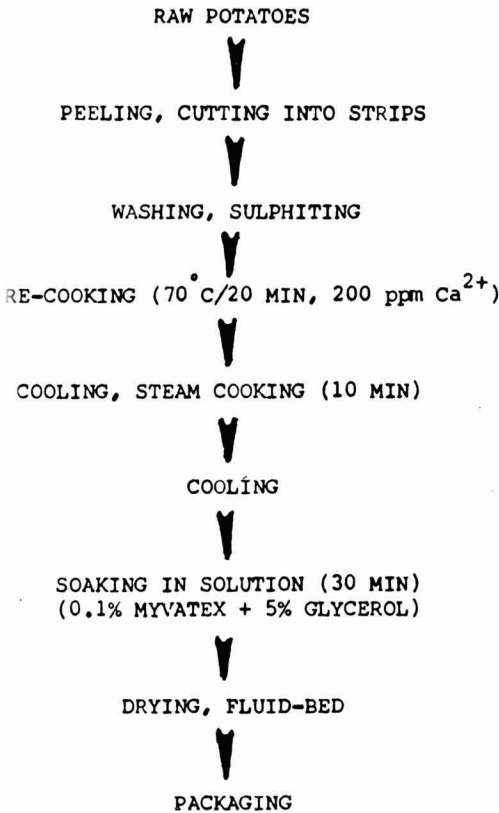 RAW POTATOES
PEELING, CUTTING INTO STRIPS
WASHING, SULPHITING
RE-COOKING (70°C/20 MIN, 200 ppm Ca2+)
COOLING, STEAM COOKING (10 MIN)
COOLING
SOAKING IN SOLUTION (30 MIN)
(0.1% MYVATEX + 5% GLYCEROL)
DRYING, FLUID-BED
PACKAGING